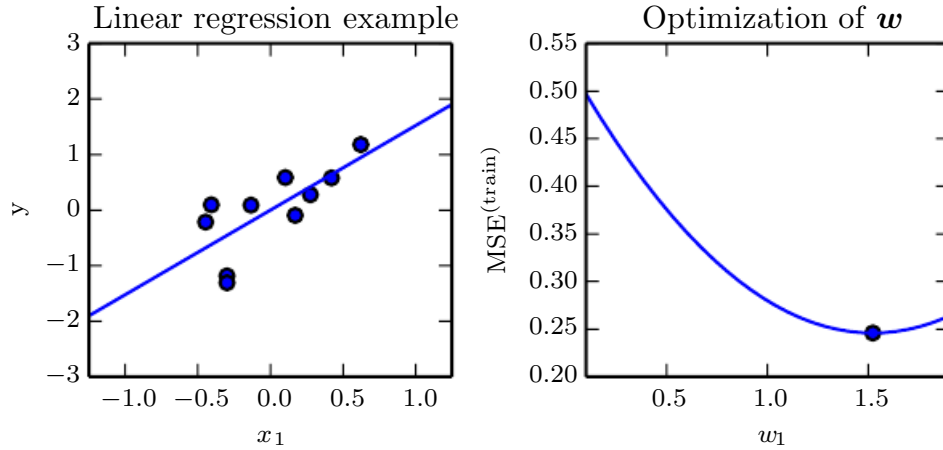 Linear regression example
3
2
1
0
−1
−2
−3
y
−1.0 −0.5 0.0 0.5 1.0
x1
Optimization of w
0.55
0.50
0.45
0.40
0.35
0.30
0.25
0.20
MSE(train)
0.5 1.0 1.5
w1